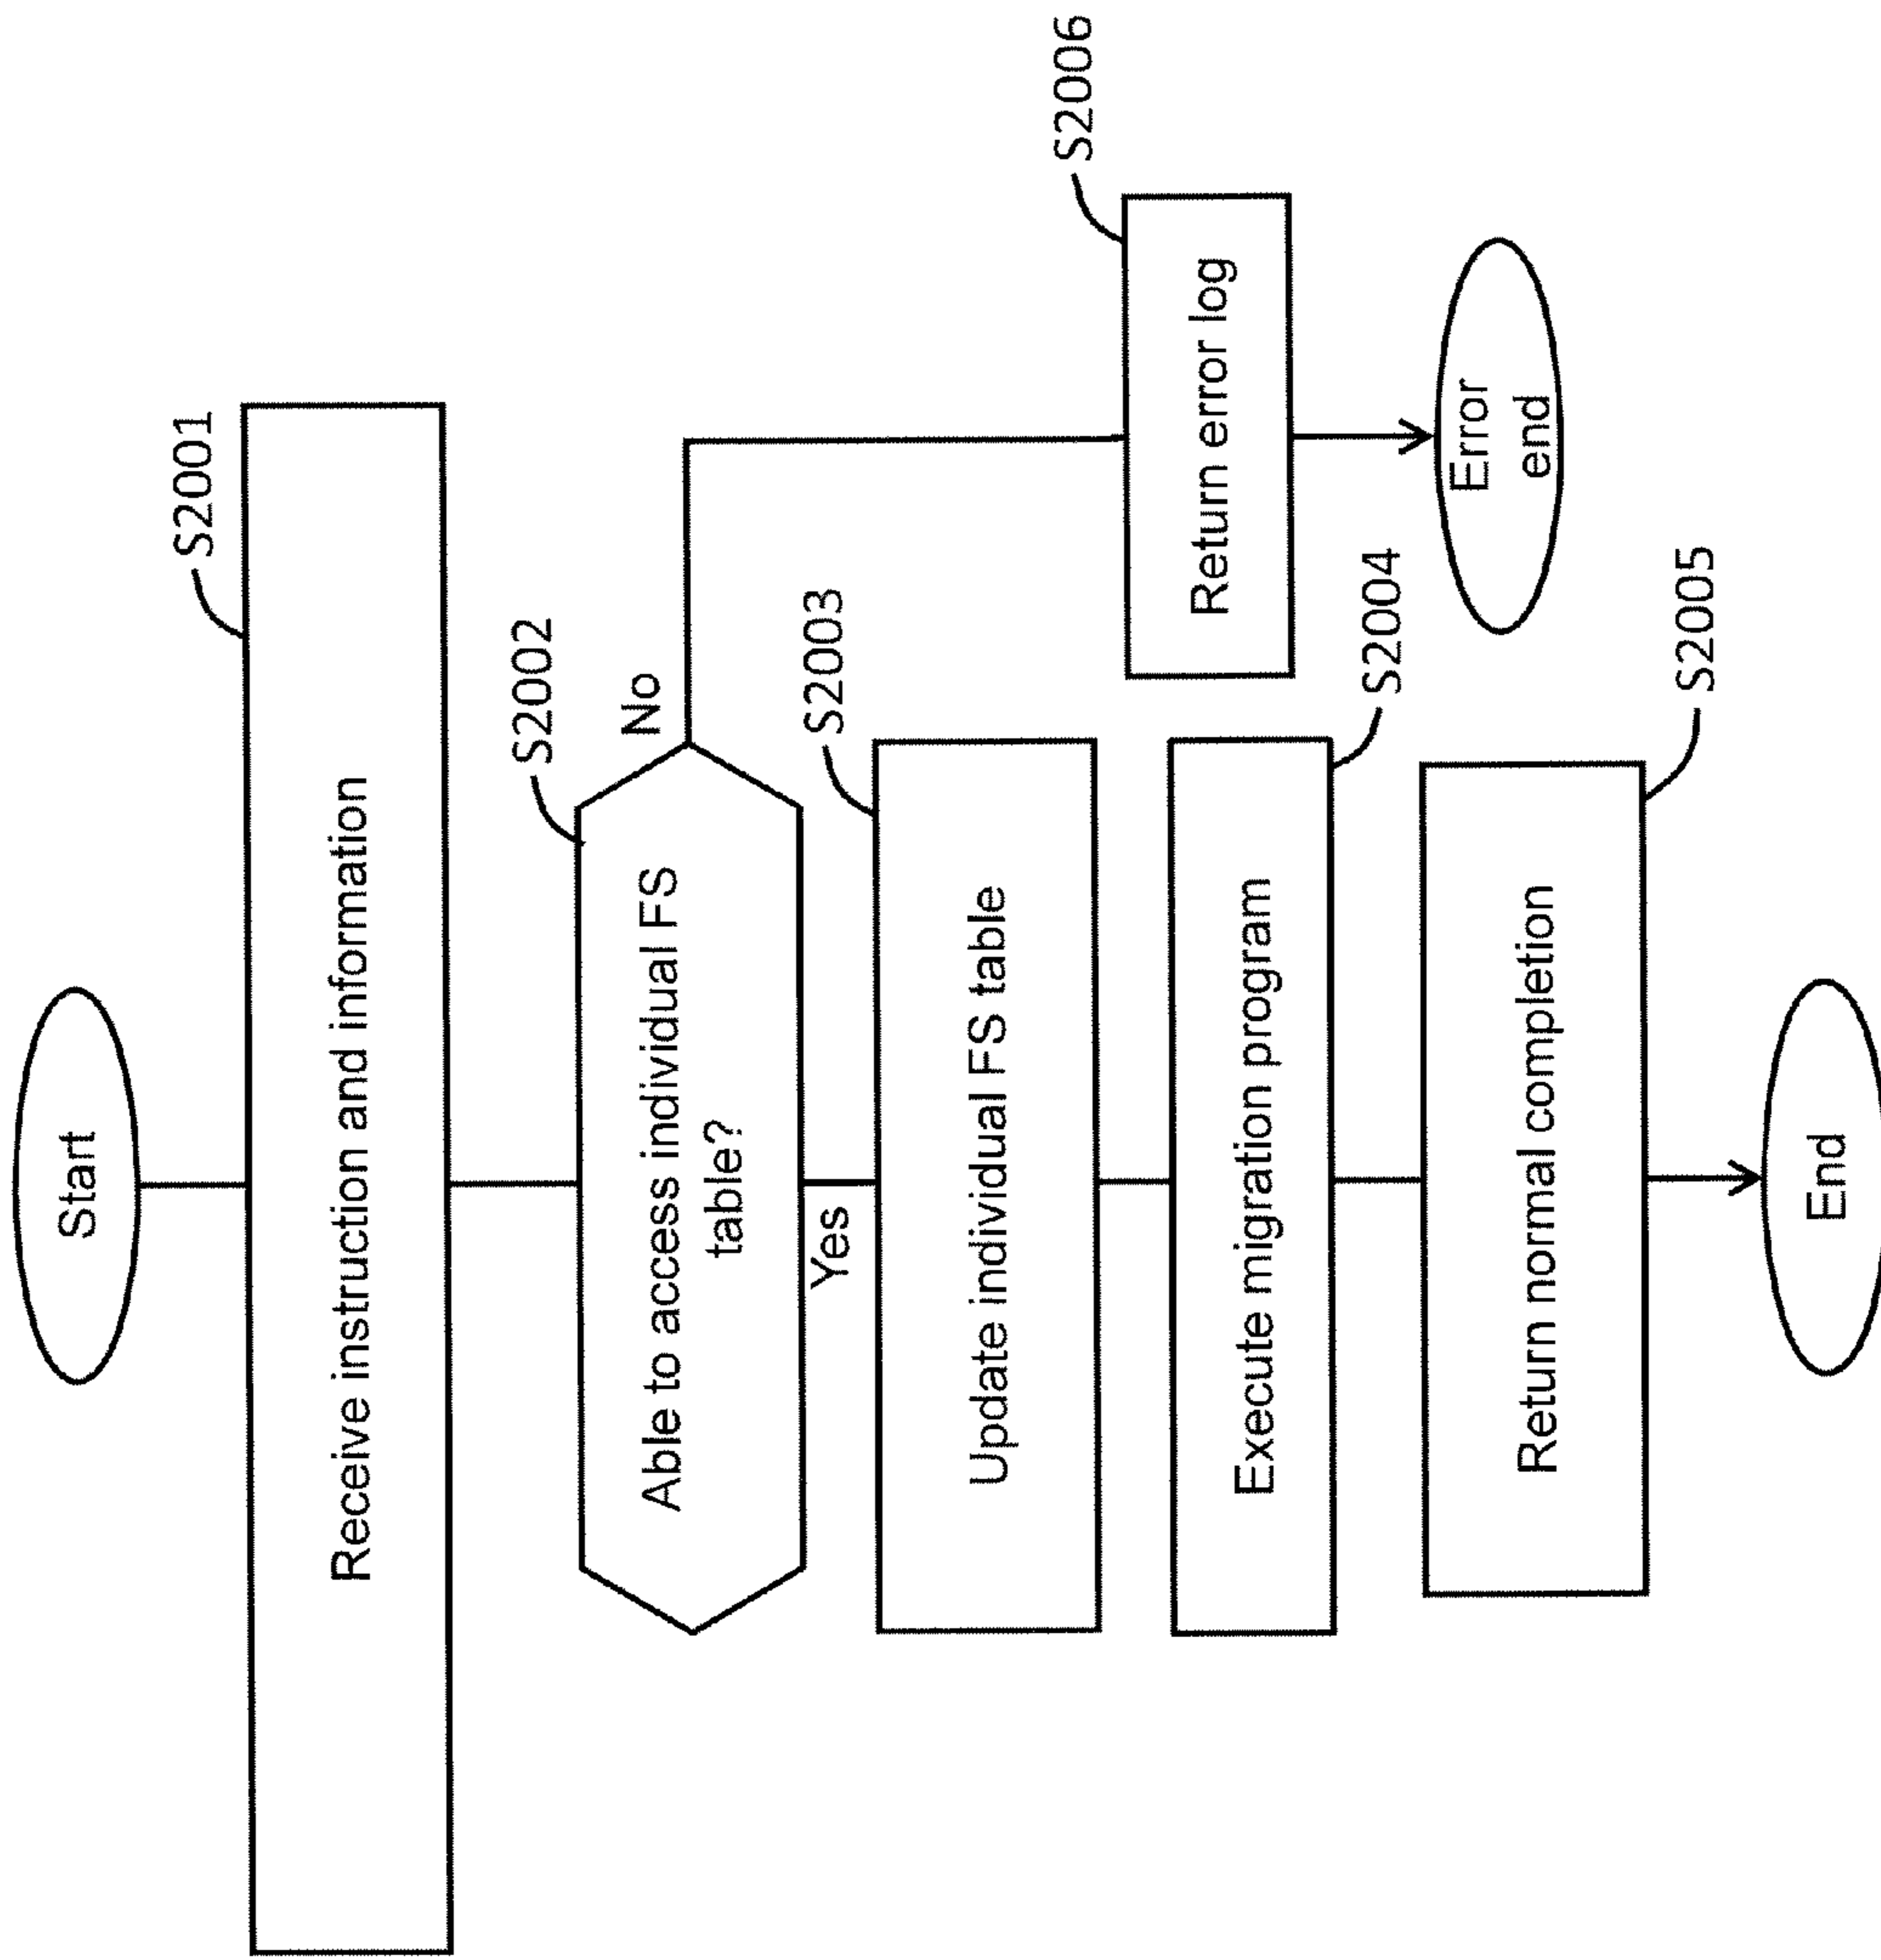 Start
S2001
Receive instruction and information
S2002
Able to access individual FS
table?
No
Yes
S2003
Update individual FS table
S2006
Return error log
Error
end
S2004
Execute migration program
S2005
Return normal completion
End